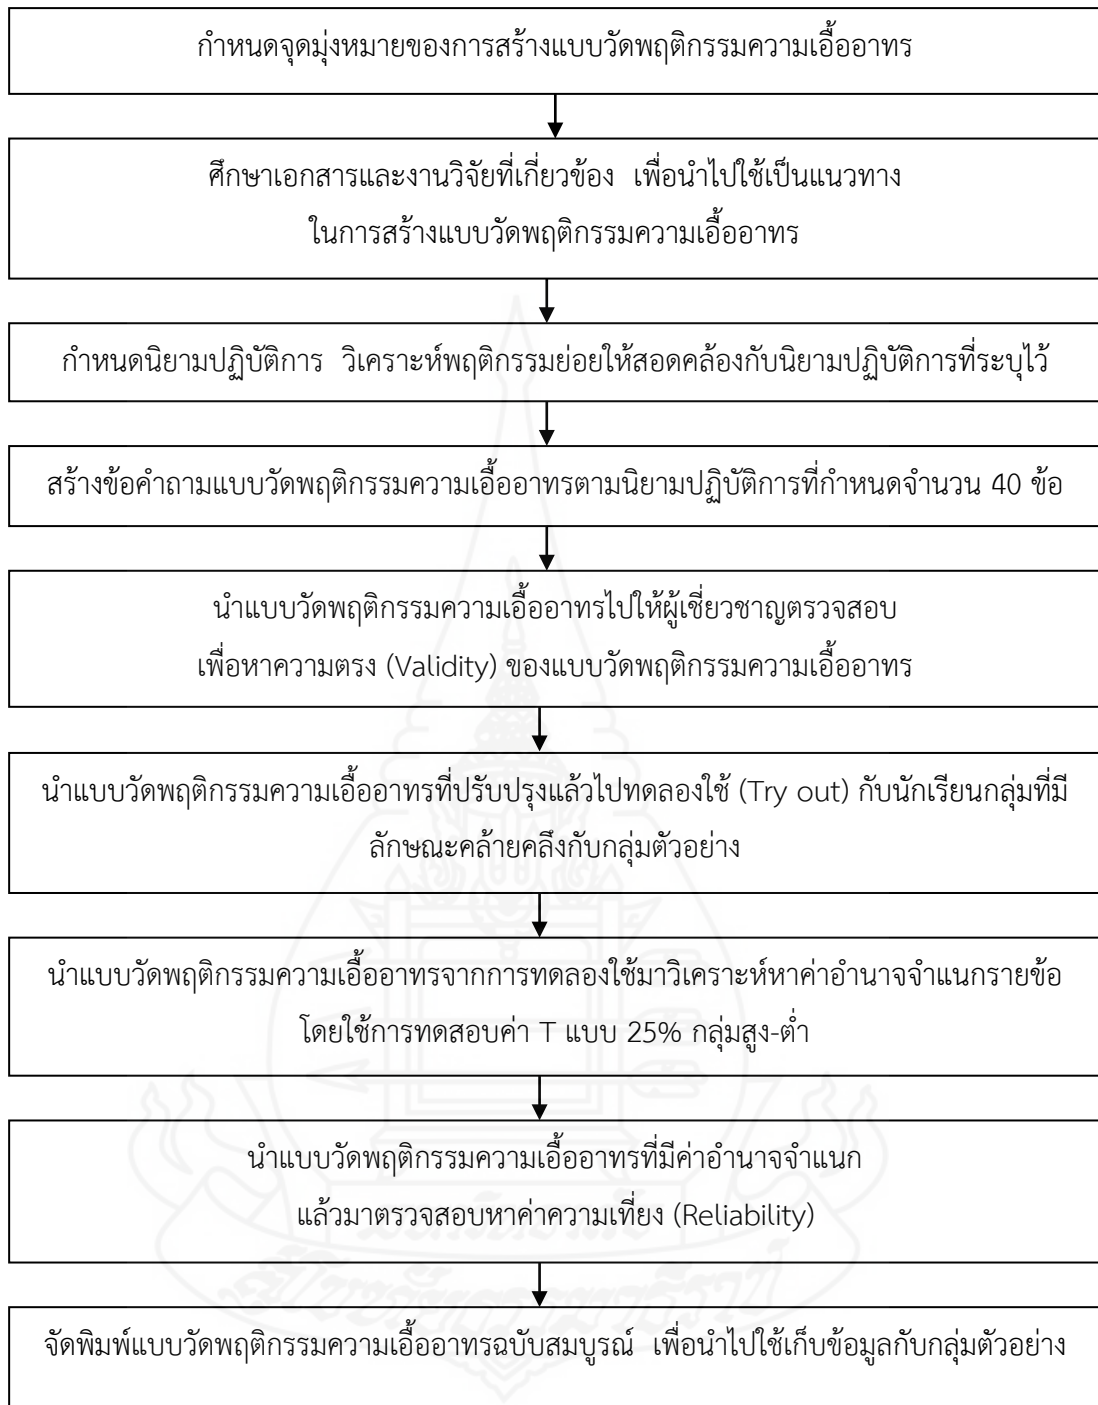 กำหนดจุดมุ่งหมายของการสร้างแบบวัดพฤติกรรมความเอื้ออาทร
ศึกษาเอกสารและงานวิจัยที่เกี่ยวข้อง เพื่อนำไปใช้เป็นแนวทาง
ในการสร้างแบบวัดพฤติกรรมความเอื้ออาทร
กำหนดนิยามปฏิบัติการ วิเคราะห์พฤติกรรมย่อยให้สอดคล้องกับนิยามปฏิบัติการที่ระบุไว้
สร้างข้อคำถามแบบวัดพฤติกรรมความเอื้ออาทรตามนิยามปฏิบัติการที่กำหนดจำนวน 40 ข้อ
นำแบบวัดพฤติกรรมความเอื้ออาทรไปให้ผู้เชี่ยวชาญตรวจสอบ
เพื่อหาความตรง (Validity) ของแบบวัดพฤติกรรมความเอื้ออาทร
นำแบบวัดพฤติกรรมความเอื้ออาทรที่ปรับปรุงแล้วไปทดลองใช้ (Try out) กับนักเรียนกลุ่มที่มี
ลักษณะคล้ายคลึงกับกลุ่มตัวอย่าง
นำแบบวัดพฤติกรรมความเอื้ออาทรจากการทดลองใช้มาวิเคราะห์หาค่าอำนาจจำแนกรายข้อ
โดยใช้การทดสอบค่า T แบบ 25% กลุ่มสูง-ต่ำ
นำแบบวัดพฤติกรรมความเอื้ออาทรที่มีค่าอำนาจจำแนก
แล้วมาตรวจสอบหาค่าความเที่ยง (Reliability)
มหาวิทยาลัย
สุโขทัยธรรมาธิราช
จัดพิมพ์แบบวัดพฤติกรรมความเอื้ออาทรฉบับสมบูรณ์ เพื่อนำไปใช้เก็บข้อมูลกับกลุ่มตัวอย่าง